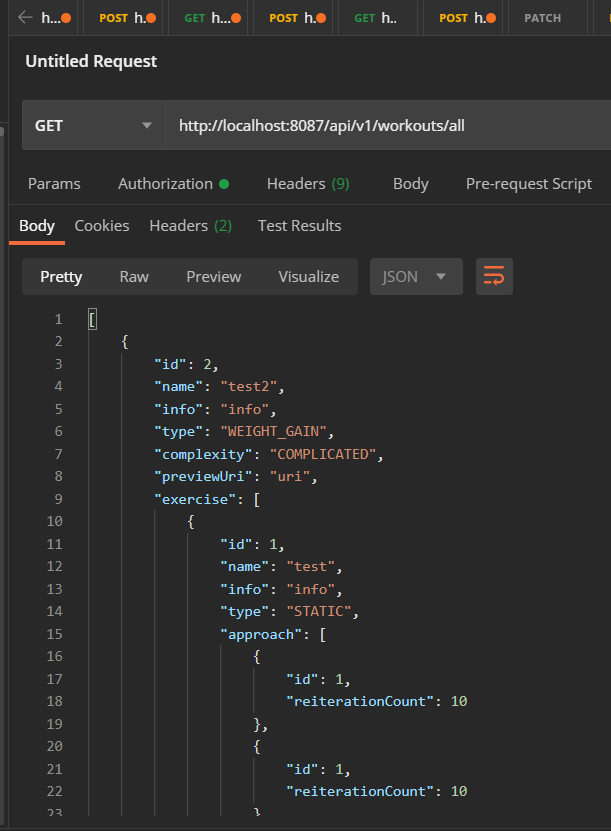 h... POST h. GET h... POST h. GET h.. POST h. PATCH
Untitled Request
GET http://localhost:8087/api/v1/workouts/all
Params Authorization Headers (9) Body Pre-request Script
Body Cookies Headers (2) Test Results
Pretty Raw Preview Visualize JSON
1 [
2 {
3 "id": 2,
4 "name": "test2",
5 "info": "info",
6 "type": "WEIGHT_GAIN",
7 "complexity": "COMPLICATED",
8 "previewUri": "uri",
9 "exercise": [
10 {
11 "id": 1,
12 "name": "test",
13 "info": "info",
14 "type": "STATIC",
15 "approach": [
16 {
17 "id": 1,
18 "reiterationCount": 10
19 },
20 {
21 "id": 1,
22 "reiterationCount": 10
23 }